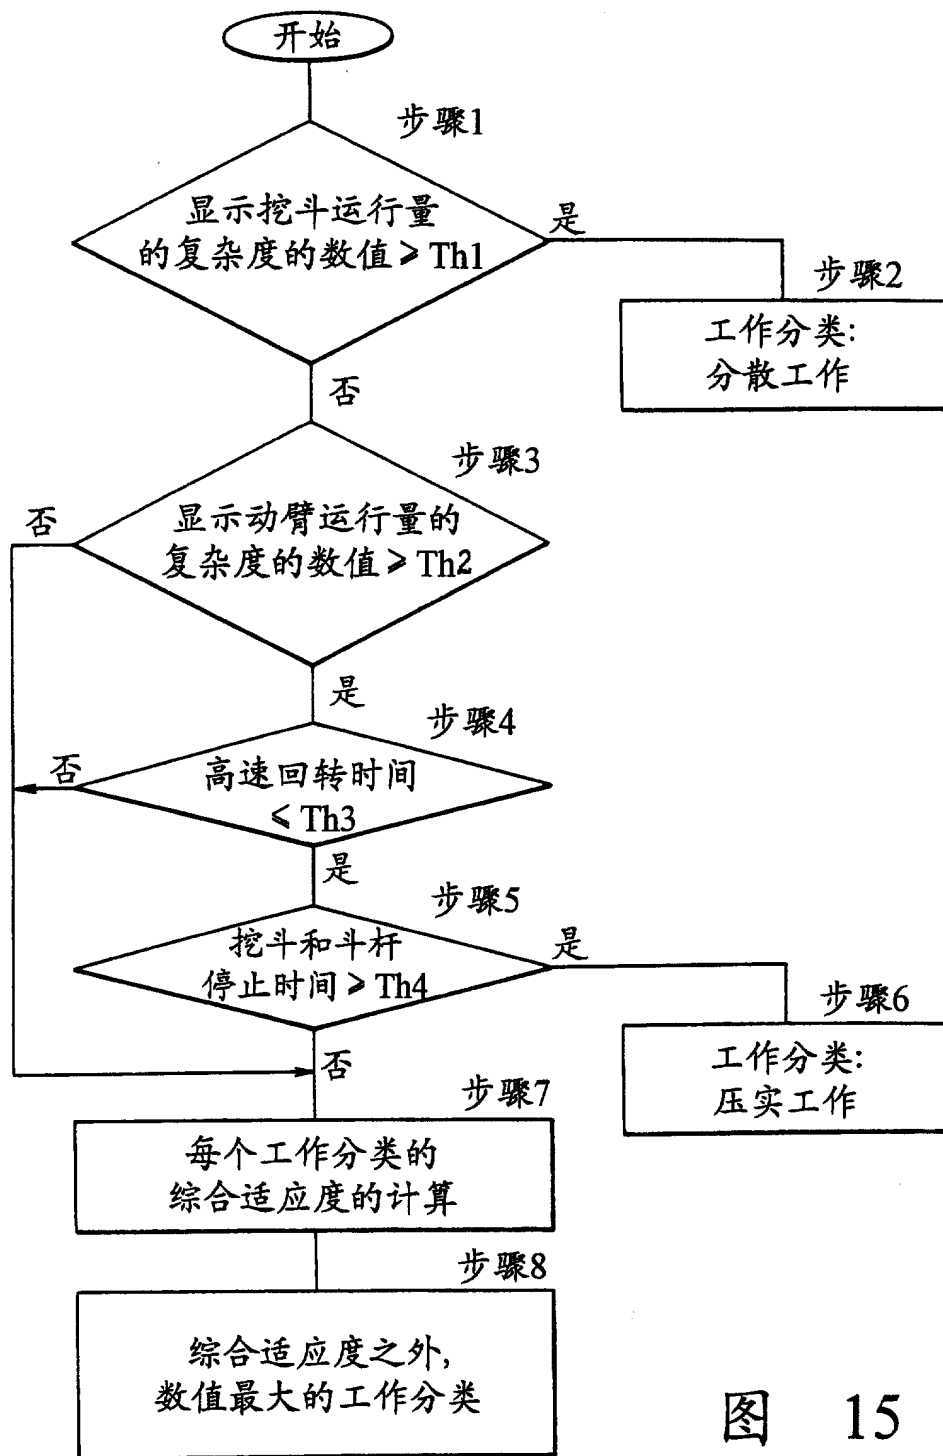 开始
步骤1
显示挖斗运行量
的复杂度的数值≥Th1
是
步骤2
工作分类:
分散工作
否
步骤3
显示动臂运行量的
复杂度的数值≥Th2
否
是
步骤4
高速回转时间
≤Th3
否
是
步骤5
挖斗和斗杆
停止时间≥Th4
是
步骤6
工作分类:
压实工作
否
步骤7
每个工作分类的
综合适应度的计算
步骤8
综合适应度之外,
数值最大的工作分类
图 15